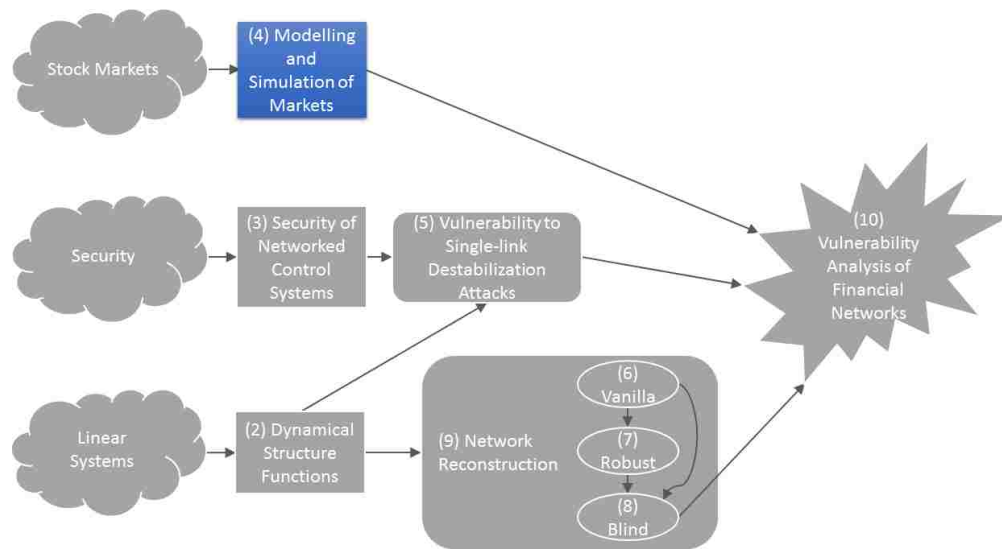 Stock Markets
(4) Modelling
and
Simulation of
Markets
Security
(3) Security of
Networked
Control
Systems
(5) Vulnerability to
Single-link
Destabilization
Attacks
(10)
Vulnerability
Analysis of
Financial
Networks
Linear
Systems
(2) Dynamical
Structure
Functions
(9) Network
Reconstruction
(6)
Vanilla
(7)
Robust
(8)
Blind